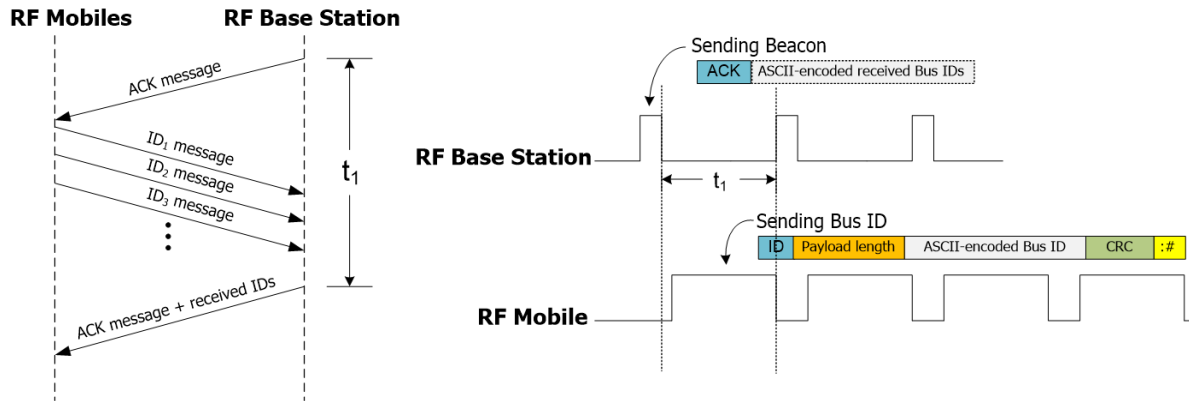 RF Mobiles
RF Base Station
ACK message
ID₁ message
ID₂ message
ID₃ message
t₁
ACK message + received IDs
Sending Beacon
ACK
ASCII-encoded received Bus IDs
RF Base Station
t₁
Sending Bus ID
ID
Payload length
ASCII-encoded Bus ID
CRC
:#
RF Mobile